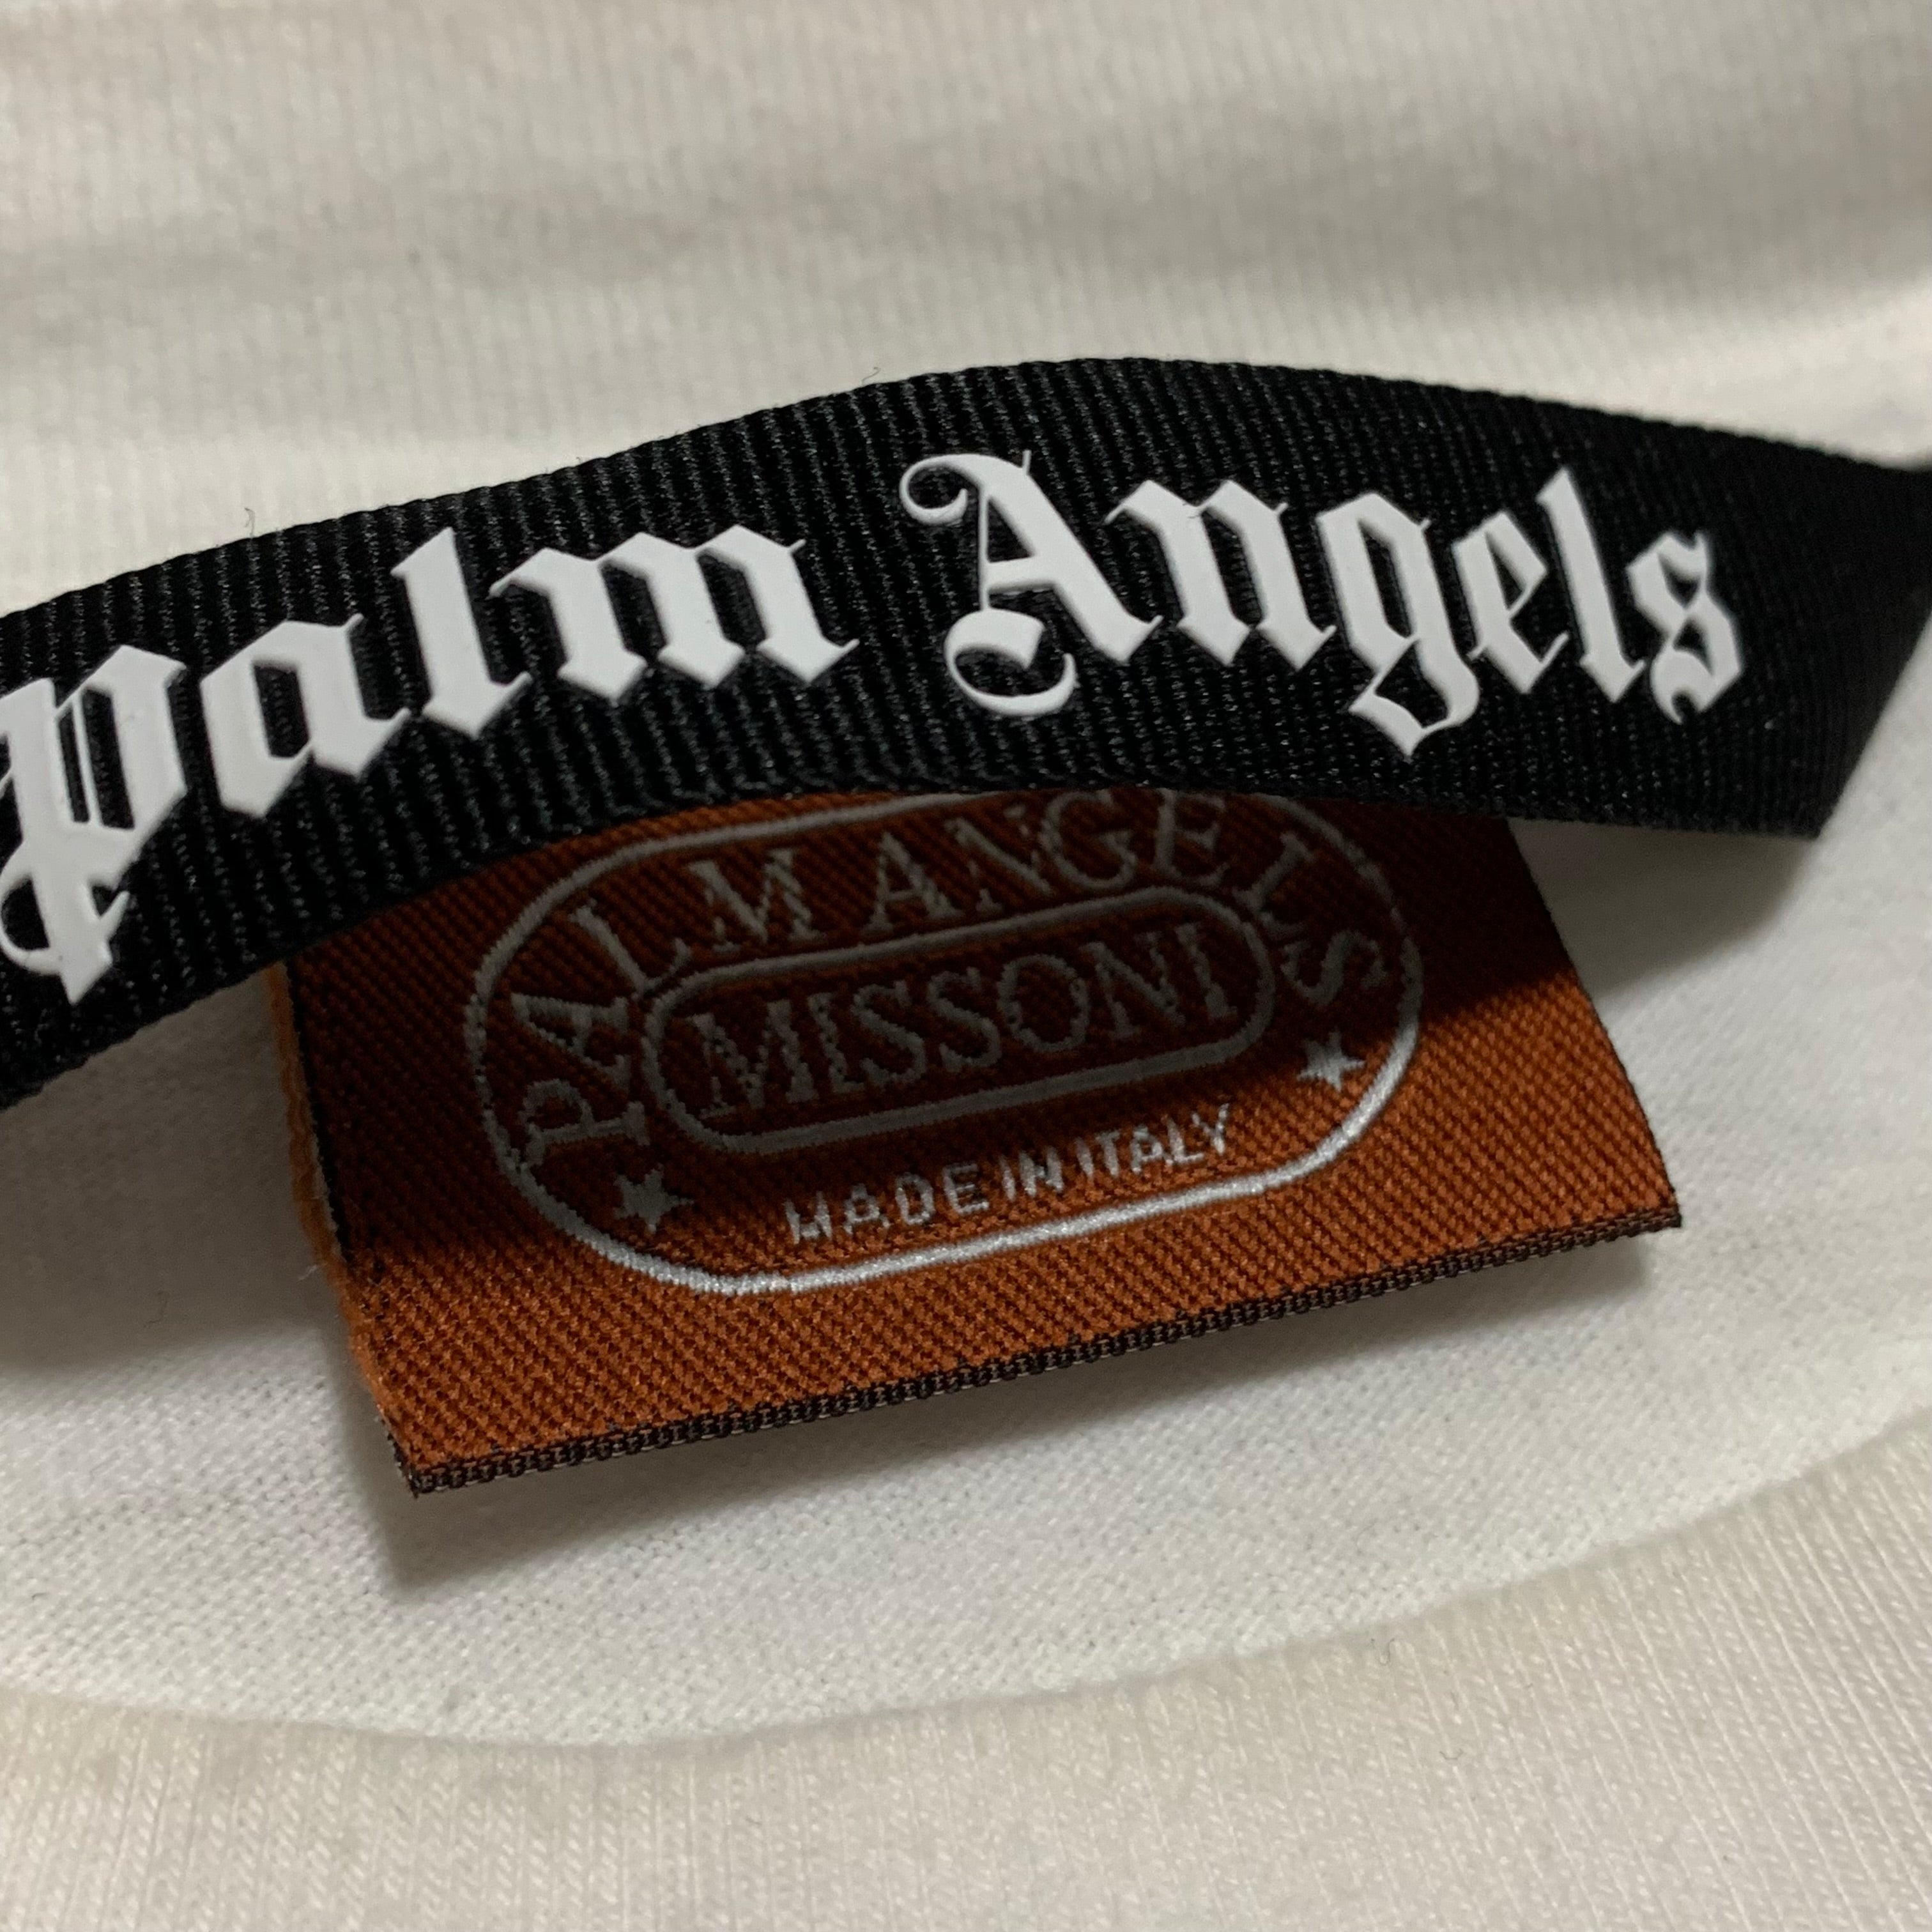 Palm Angels
PALM ANGELS
MISSONI
MADE IN ITALY